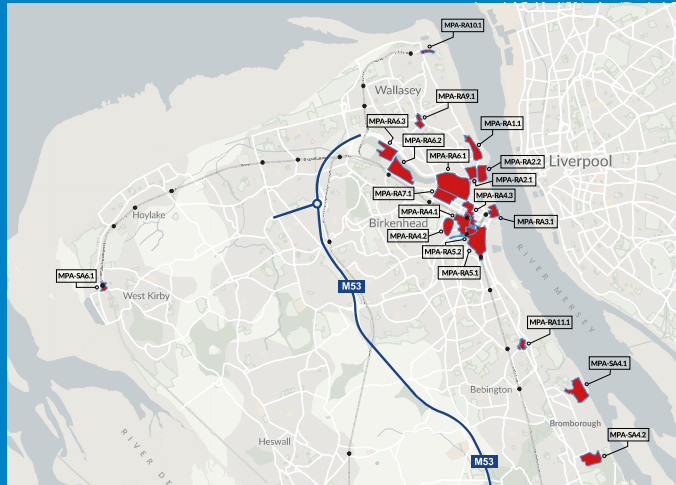 MPA-RA10.1
Wallasey
MPA-RA9.1
MPA-RA6.3
MPA-RA1.1
MPA-RA6.2
MPA-RA6.1
MPA-RA2.2
Liverpool
MPA-RA2.1
MPA-RA7.1
MPA-RA4.3
Hoylake
MPA-RA4.1
Birkenhead
MPA-RA3.1
MPA-RA4.2
MPA-RA5.2
MPA-RA5.1
RIVER MERSEY
MPA-SA6.1
West Kirby
M53
MPA-RA11.1
MPA-SA4.1
Bebington
Bromborough
MPA-SA4.2
Heswall
RIVER DE
M53